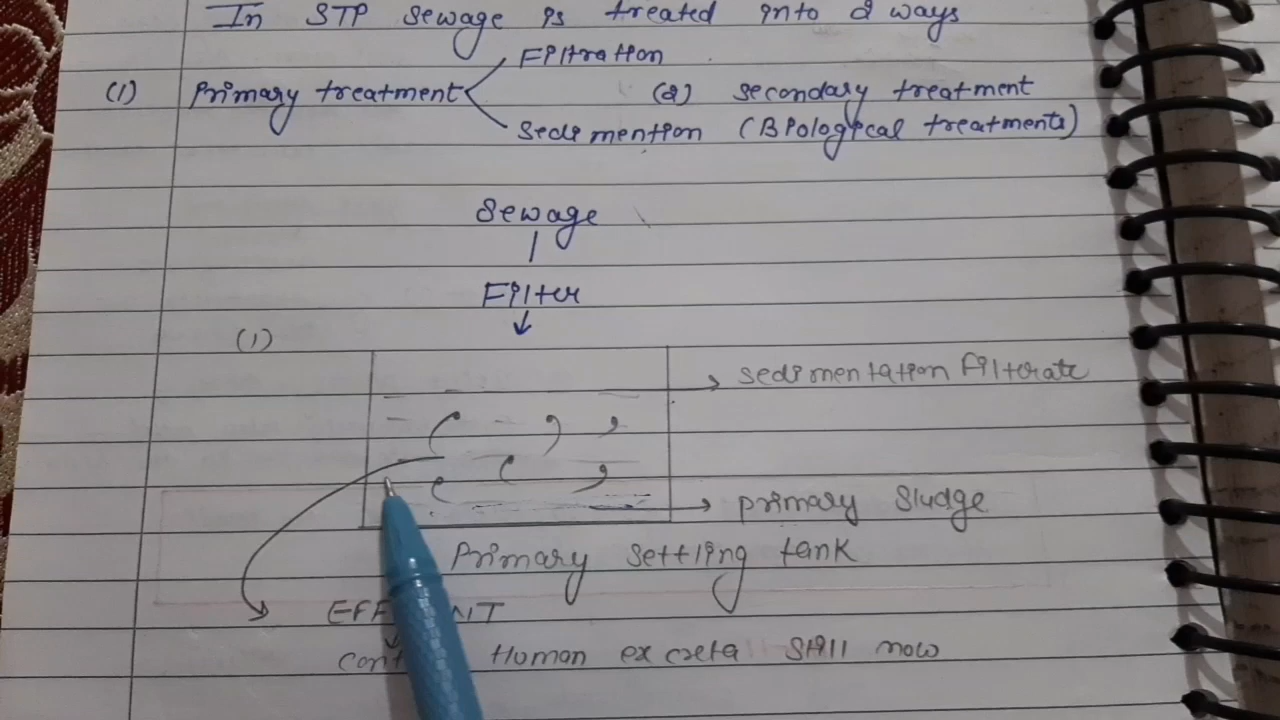 In STP Sewage is treated into 2 ways
Filtration
(1) Primary treatment (2) secondary treatment
Sedimention (Biological treatments)
Sewage
Filter
(1)
sedimentation Filterate
primary Sludge
Primary settling tank
Human excreta still now